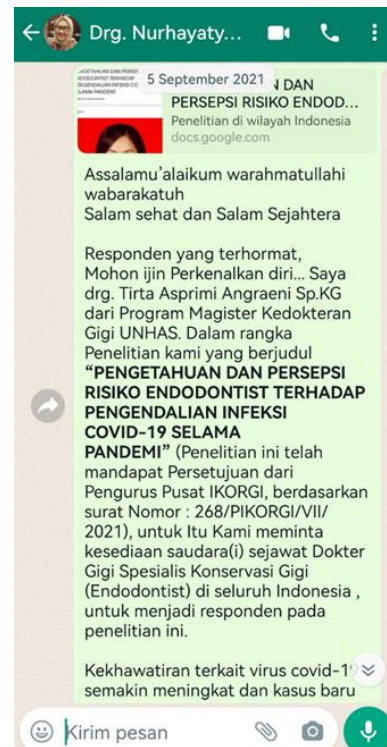 Drg. Nurhayaty...
5 September 2021
N DAN
PERSEPSI RISIKO ENDOD...
Penelitian di wilayah Indonesia
docs.google.com
Assalamu'alaikum warahmatullahi
wabarakatuh
Salam sehat dan Salam Sejahtera
Responden yang terhormat,
Mohon ijin Perkenalkan diri... Saya
drg. Tirta Asprimi Angraeni Sp.KG
dari Program Magister Kedokteran
Gigi UNHAS. Dalam rangka
Penelitian kami yang berjudul
“PENGETAHUAN DAN PERSEPSI
RISIKO ENDODONTIST TERHADAP
PENGENDALIAN INFEKSI
COVID-19 SELAMA
PANDEMI” (Penelitian ini telah
mandapat Persetujuan dari
Pengurus Pusat IKORGI, berdasarkan
surat Nomor : 268/PIKORGI/VII/
2021), untuk Itu Kami meminta
kesediaan saudara(i) sejawat Dokter
Gigi Spesialis Konservasi Gigi
(Endodontist) di seluruh Indonesia ,
untuk menjadi responden pada
penelitian ini.
Kekhawatiran terkait virus covid-19
semakin meningkat dan kasus baru
Kirim pesan